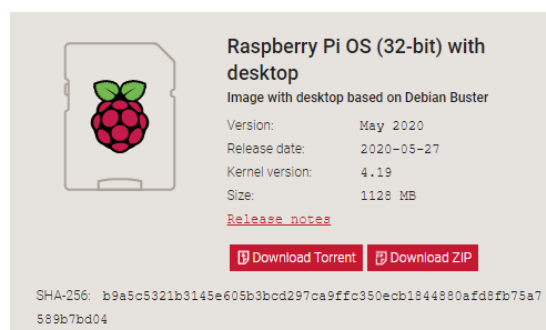 Raspberry Pi OS (32-bit) with
desktop
Image with desktop based on Debian Buster
Version: May 2020
Release date: 2020-05-27
Kernel version: 4.19
Size: 1128 MB
Release notes
Download Torrent Download ZIP
SHA-256: b9a5c5321b3145e605b3bcd297ca9ffc350ecb1844880afd8fb75a7
589b7bd04